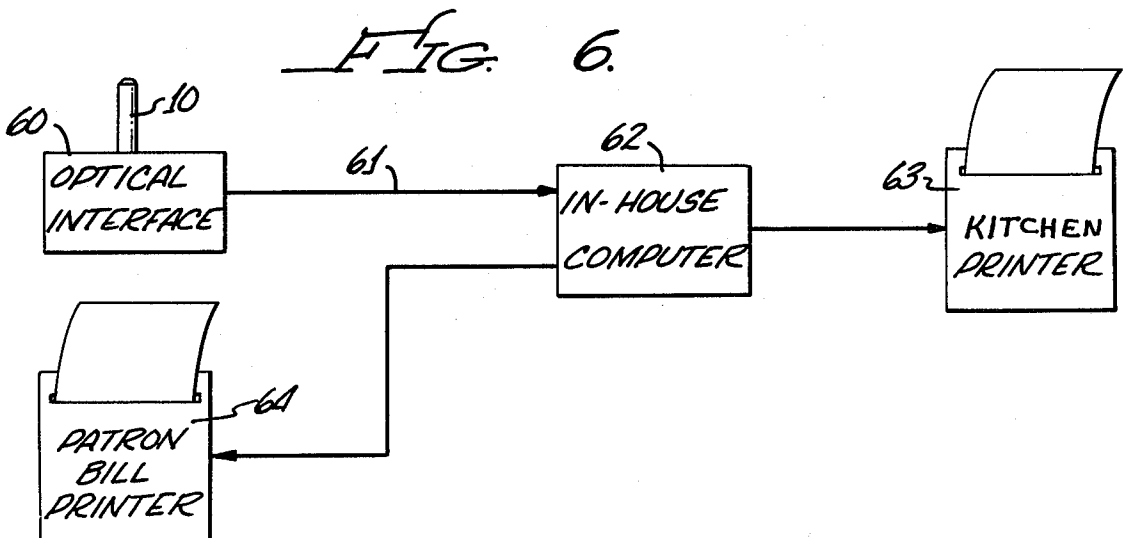 FIG. 6.
10
60
OPTICAL
INTERFACE
61
62
IN-HOUSE
COMPUTER
63
KITCHEN
PRINTER
64
PATRON
BILL
PRINTER